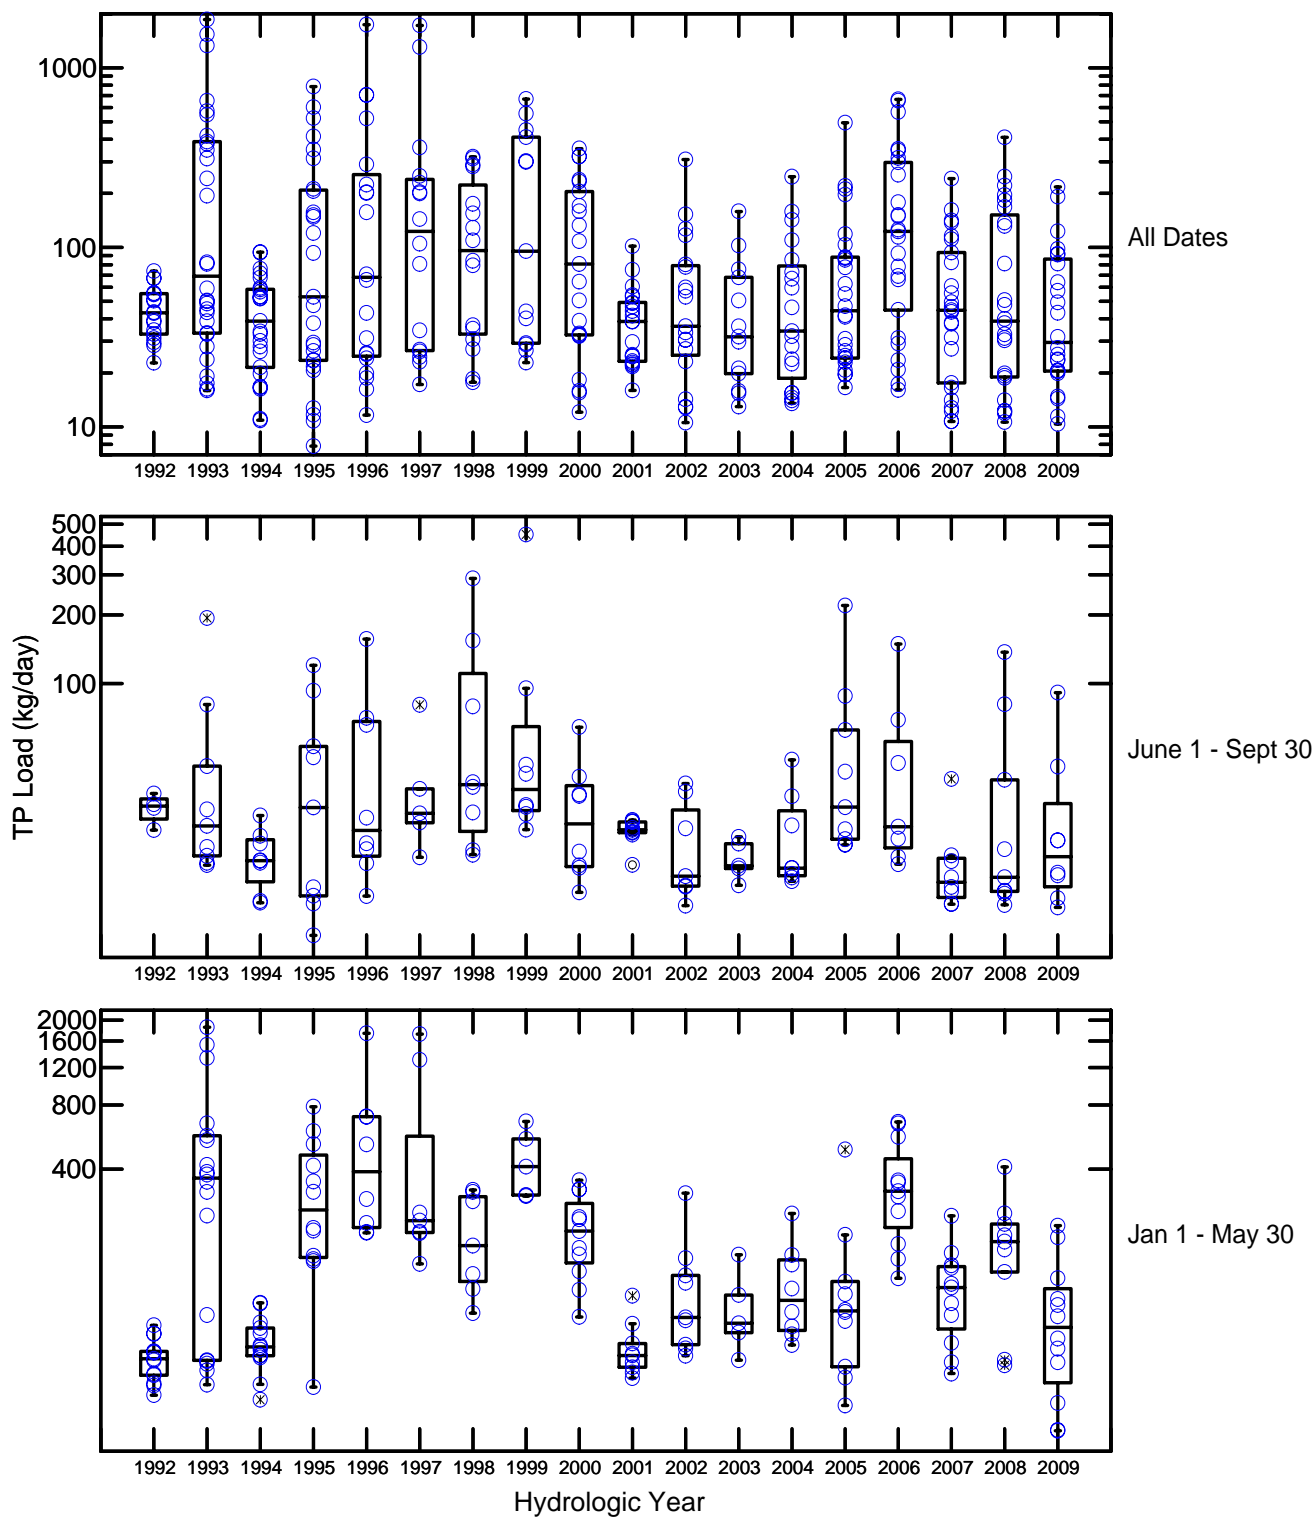 1000
100
10
All Dates
1992 1993 1994 1995 1996 1997 1998 1999 2000 2001 2002 2003 2004 2005 2006 2007 2008 2009
500
400
300
200
100
TP Load (kg/day)
June 1 - Sept 30
1992 1993 1994 1995 1996 1997 1998 1999 2000 2001 2002 2003 2004 2005 2006 2007 2008 2009
2000
1600
1200
800
400
Jan 1 - May 30
1992 1993 1994 1995 1996 1997 1998 1999 2000 2001 2002 2003 2004 2005 2006 2007 2008 2009
Hydrologic Year